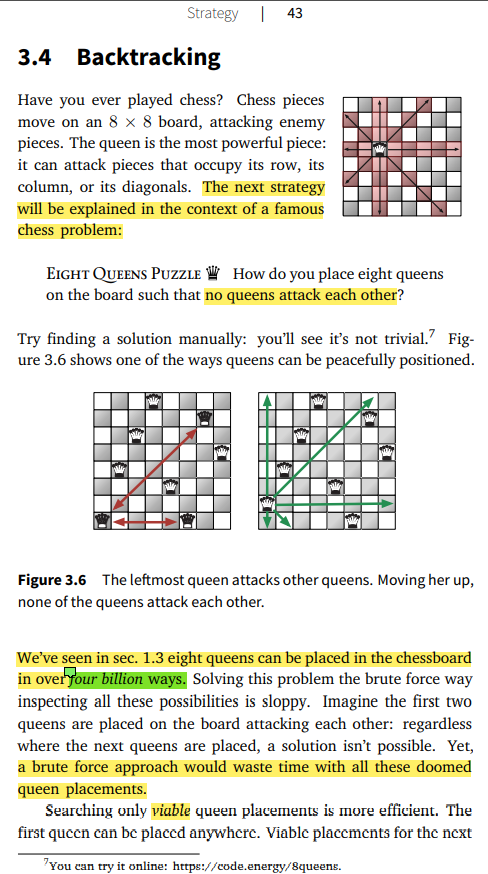 Strategy | 43
3.4 Backtracking
Have you ever played chess? Chess pieces
move on an 8 × 8 board, attacking enemy
pieces. The queen is the most powerful piece:
it can attack pieces that occupy its row, its
column, or its diagonals. The next strategy
will be explained in the context of a famous
chess problem:
EIGHT QUEENS PUZZLE ♛ How do you place eight queens
on the board such that no queens attack each other?
Try finding a solution manually: you'll see it's not trivial.⁷ Fig-
ure 3.6 shows one of the ways queens can be peacefully positioned.
Figure 3.6 The leftmost queen attacks other queens. Moving her up,
none of the queens attack each other.
We've seen in sec. 1.3 eight queens can be placed in the chessboard
in over four billion ways. Solving this problem the brute force way
inspecting all these possibilities is sloppy. Imagine the first two
queens are placed on the board attacking each other: regardless
where the next queens are placed, a solution isn't possible. Yet,
a brute force approach would waste time with all these doomed
queen placements.
Searching only viable queen placements is more efficient. The
first queen can be placed anywhere. Viable placements for the next
⁷You can try it online: https://code.energy/8queens.